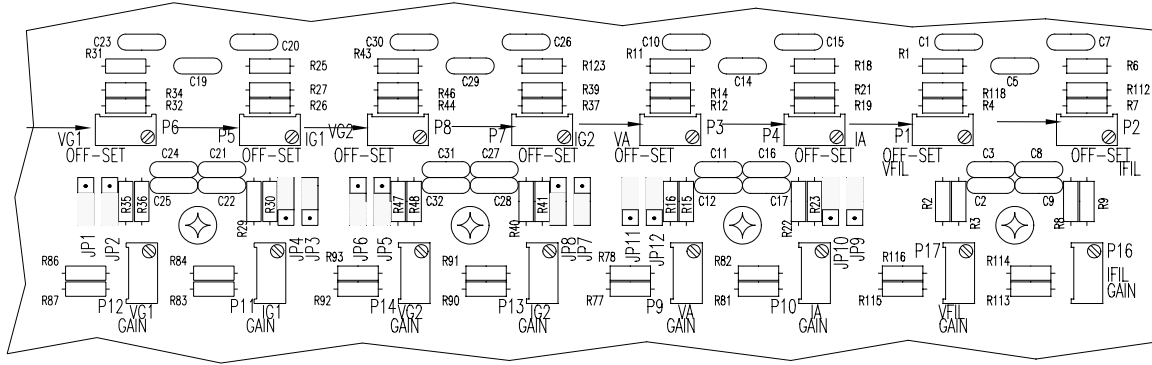 C23 C20 C30 C26 C10 C15 C1 C7
R31 R25 R43 R123 R11 R18 R1 R6
C19 C29 C14 C5
R34 R27 R46 R39 R14 R21 R118 R112
R32 R26 R44 R37 R12 R19 R4 R7
VG1 P6 P5 IG1 VG2 P8 P7 IG2 VA P3 P4 IA P1 P2
OFF-SET OFF-SET OFF-SET OFF-SET OFF-SET OFF-SET OFF-SET OFF-SET
VFIL IFIL
C24 C21 C31 C27 C11 C16 C3 C8
C25 C22 C32 C28 C12 C17 C2 C9
R35 R36 R29 R30 R47 R48 R40 R41 R16 R15 R22 R23 R2 R3 R8 R9
JP1 JP2 JP4 JP3 JP6 JP5 JP8 JP7 JP11 JP12 JP10 JP9
R86 R84 R93 R91 R78 R82 R116 P17 R114 P16
IFIL
GAIN
R87 R83 R92 R90 R77 R81 R115 R113
P12 VG1 P11 IG1 P14 VG2 P13 IG2 P9 VA P10 IA VFIL
GAIN GAIN GAIN GAIN GAIN GAIN GAIN